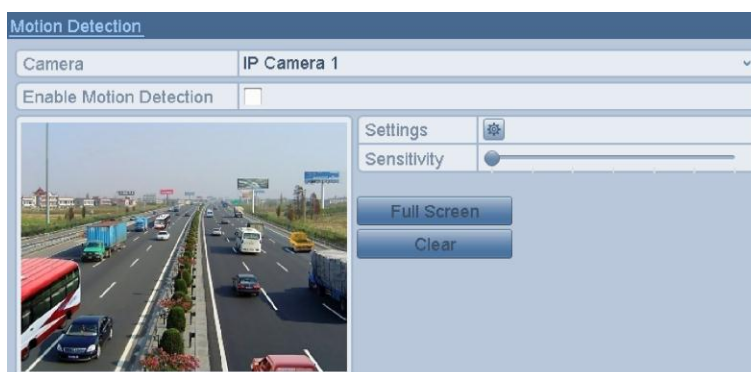 Motion Detection
Camera IP Camera 1
Enable Motion Detection
Settings
Sensitivity
Full Screen
Clear